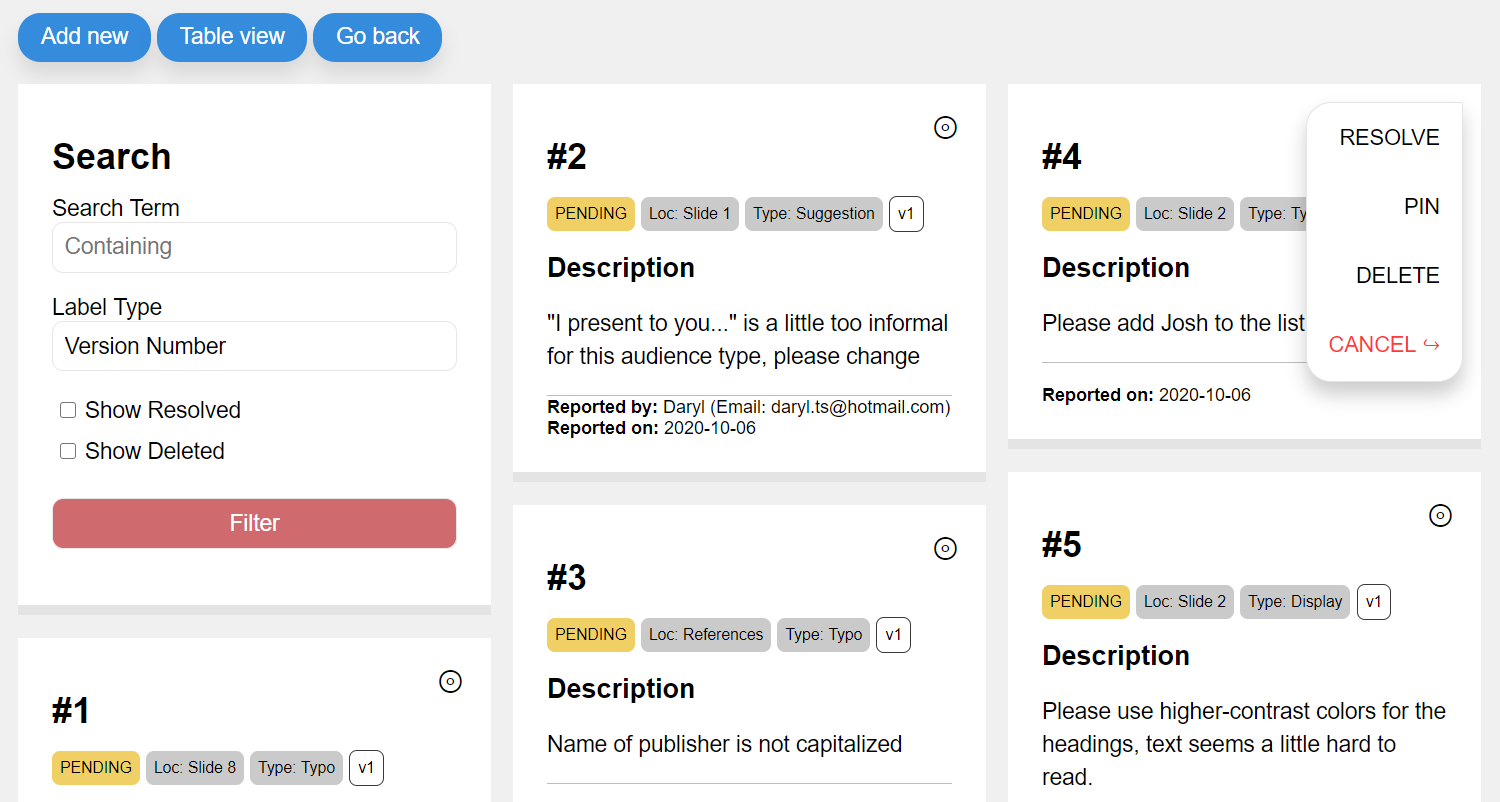 Add new
Table view
Go back
Search
Search Term
Containing
Label Type
Version Number
Show Resolved
Show Deleted
Filter
#1
PENDING
Loc: Slide 8
Type: Typo
v1
#2
PENDING
Loc: Slide 1
Type: Suggestion
v1
Description
"I present to you..." is a little too informal
for this audience type, please change
Reported by: Daryl (Email: daryl.ts@hotmail.com)
Reported on: 2020-10-06
#3
PENDING
Loc: References
Type: Typo
v1
Description
Name of publisher is not capitalized
#4
PENDING
Loc: Slide 2
Type: Ty
Description
Please add Josh to the list
Reported on: 2020-10-06
RESOLVE
PIN
DELETE
CANCEL ↪
#5
PENDING
Loc: Slide 2
Type: Display
v1
Description
Please use higher-contrast colors for the
headings, text seems a little hard to
read.